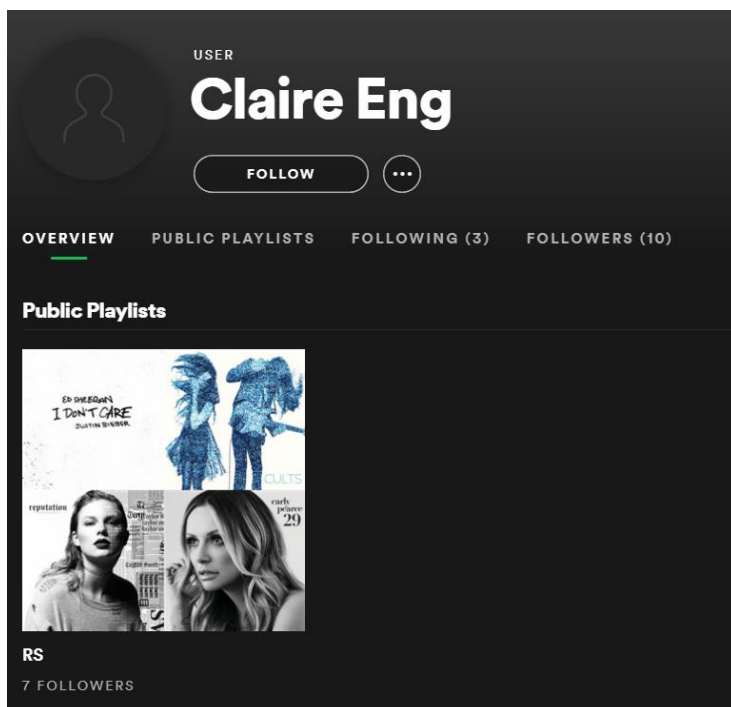 USER
Claire Eng
FOLLOW
OVERVIEW PUBLIC PLAYLISTS FOLLOWING (3) FOLLOWERS (10)
Public Playlists
ED SHEERAN
I DON'T CARE
JUSTIN BIEBER
CULTS
reputation
carly
pearce
29
RS
7 FOLLOWERS